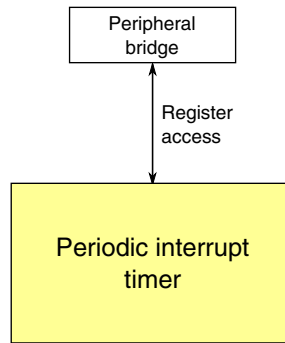 Peripheral
bridge
Register
access
Periodic interrupt
timer